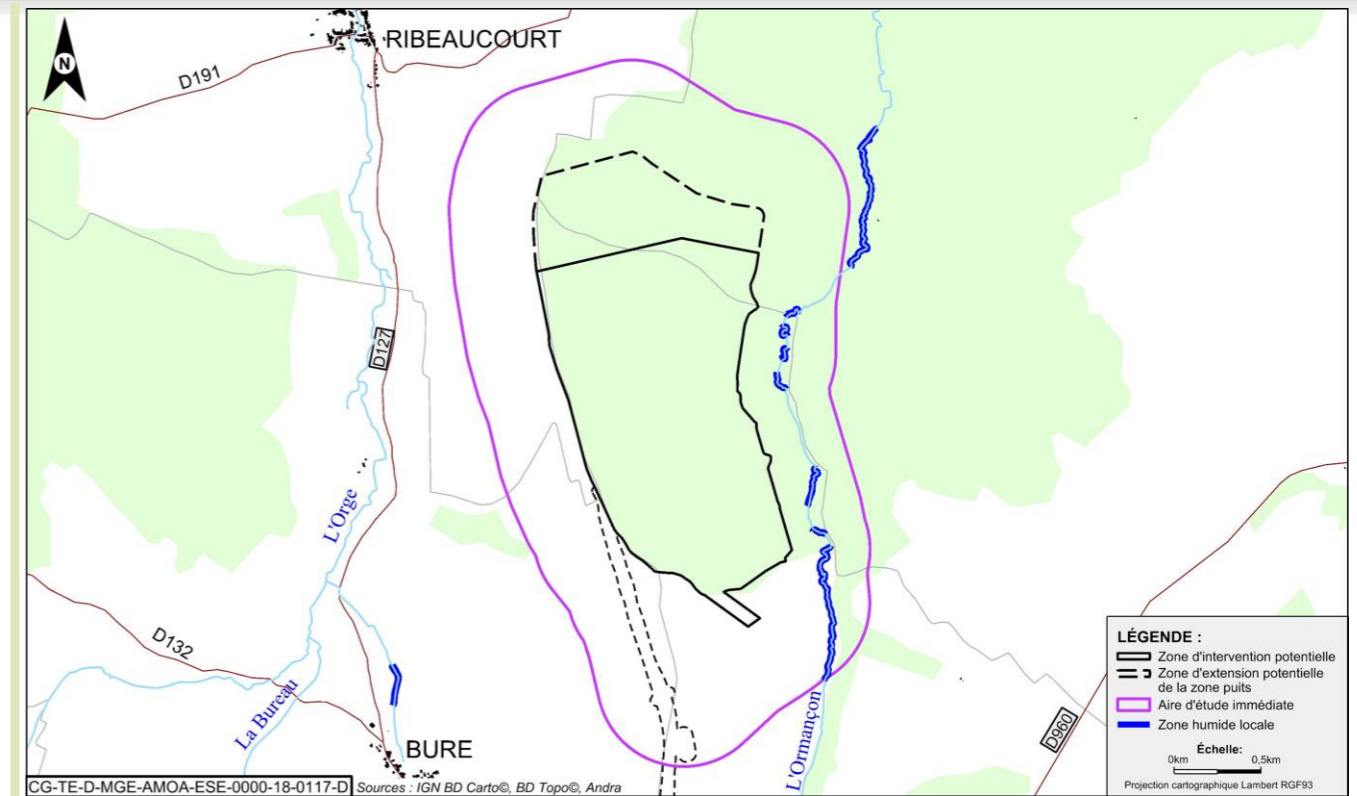 N
RIBEAUCOURT
D191
D127
L'Orge
D132
La Bureau
BURE
L'Ormançon
D960
LÉGENDE :
Zone d'intervention potentielle
Zone d'extension potentielle
de la zone puits
Aire d'étude immédiate
Zone humide locale
Échelle:
0km 0,5km
Projection cartographique Lambert RGF93
CG-TE-D-MGE-AMOA-ESE-0000-18-0117-D
Sources : IGN BD Carto©, BD Topo©, Andra